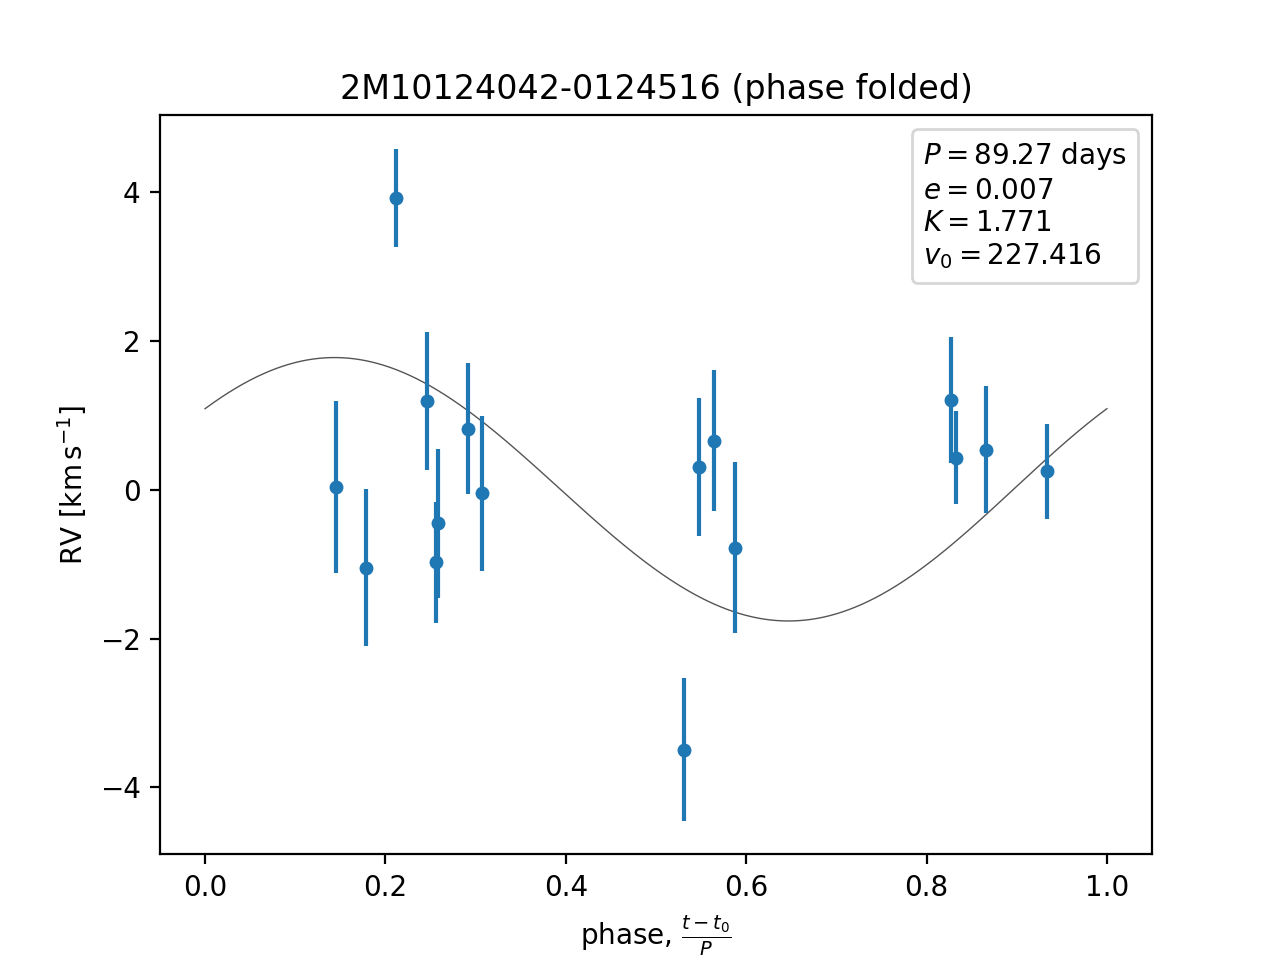 2M10124042-0124516 (phase folded)
P = 89.27 days
e = 0.007
K = 1.771
v₀ = 227.416
RV [km s⁻¹]
4
2
0
−2
−4
0.0 0.2 0.4 0.6 0.8 1.0
phase, (t − t₀)/P